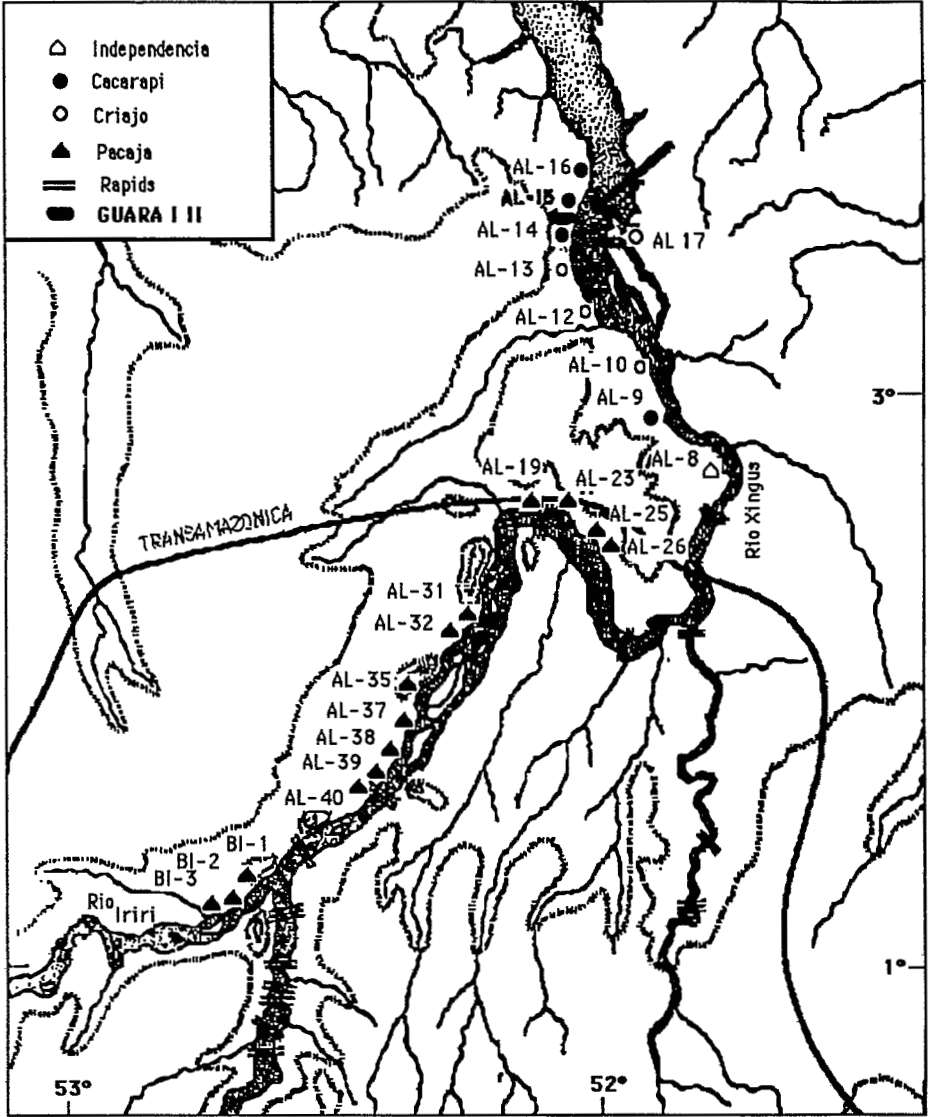 Independencia
Cacarapi
Criajo
Pacaja
Rapids
GUARA I II
AL-16
AL-15
AL-14
AL 17
AL-13
AL-12
AL-10
3°
AL-9
AL-8
AL-19
AL-23
Rio Xingus
AL-25
TRANSAMAZONICA
AL-26
AL-31
AL-32
AL-35
AL-37
AL-38
AL-39
AL-40
BI-1
BI-2
BI-3
Rio
Iriri
1°
53°
52°